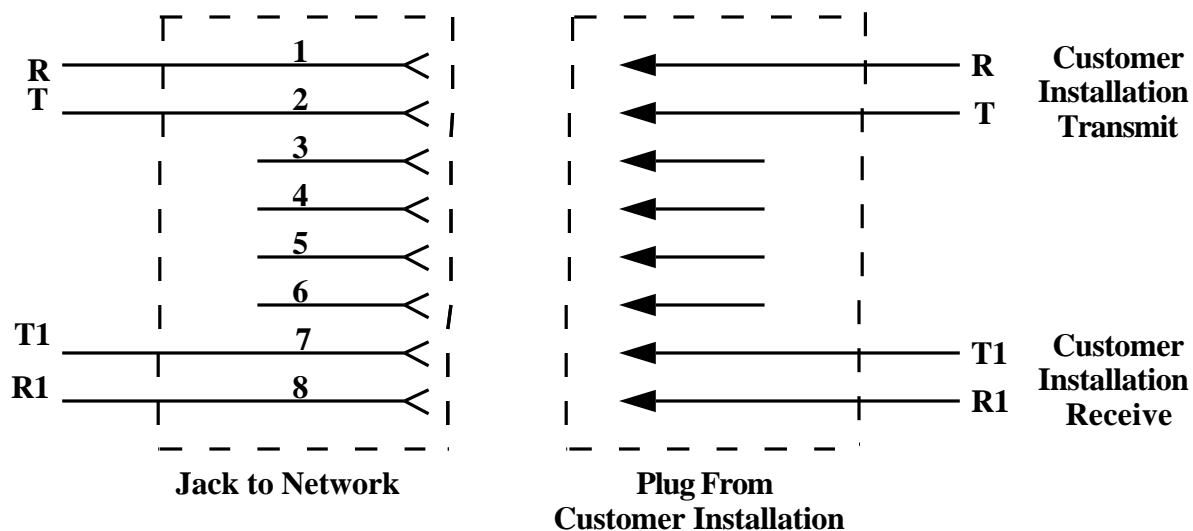 1
R
T
2
3
4
5
6
T1
7
R1
8
Jack to Network
R
T
Customer
Installation
Transmit
T1
R1
Customer
Installation
Receive
Plug From
Customer Installation